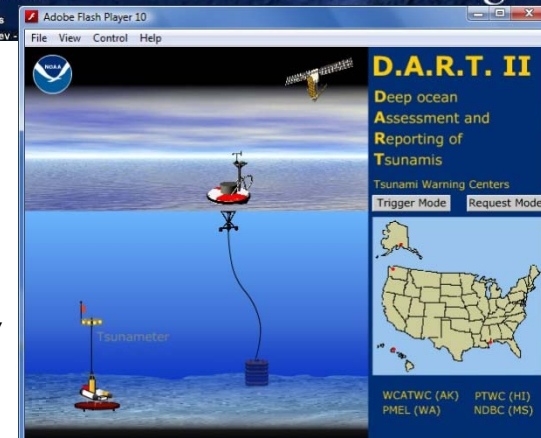 s
ev -
Adobe Flash Player 10
File View Control Help
NOAA
Tsunameter
D.A.R.T. II
Deep ocean
Assessment and
Reporting of
Tsunamis
Tsunami Warning Centers
Trigger Mode Request Mode
WCATWC (AK) PTWC (HI)
PMEL (WA) NDBC (MS)